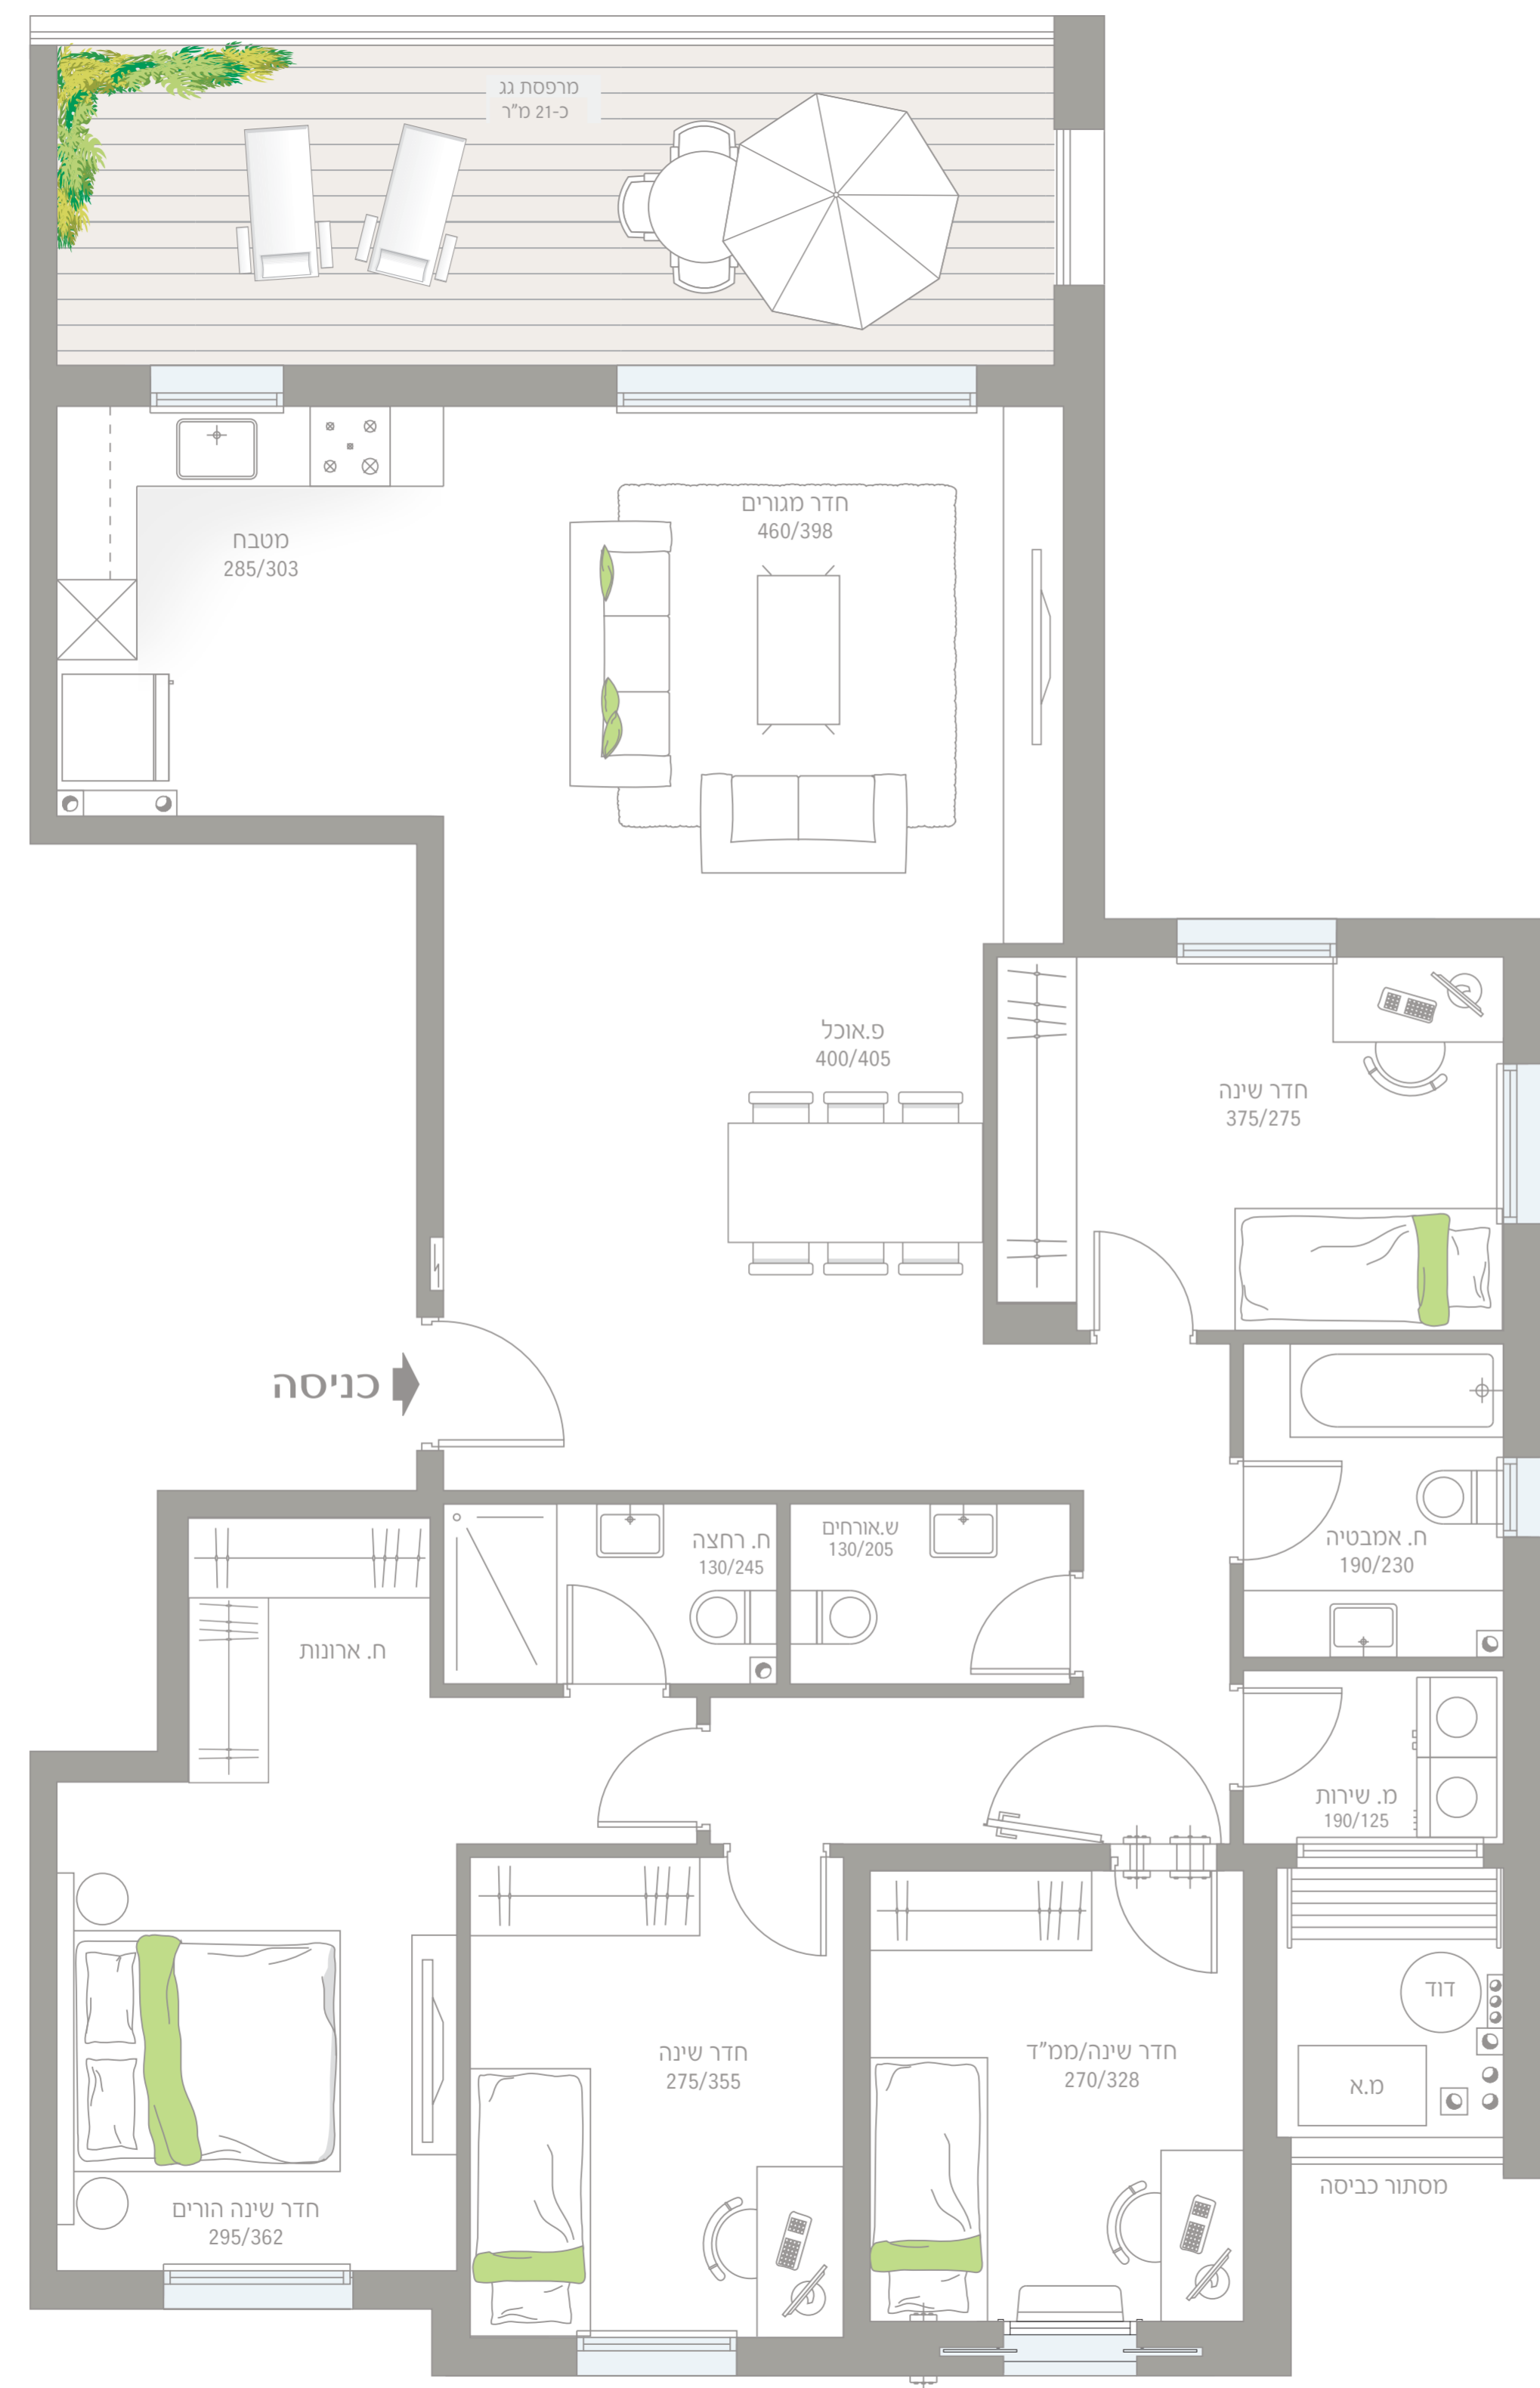 מרפסת גג
כ-21 מ"ר
חדר מגורים
460/398
מטבח
285/303
פ.אוכל
400/405
חדר שינה
375/275
כניסה
ח. רחצה
130/245
ש.אורחים
130/205
ח. אמבטיה
190/230
ח. ארונות
מ. שירות
190/125
דוד
חדר שינה
275/355
חדר שינה/ממ"ד
270/328
מ.א
מסתור כביסה
חדר שינה הורים
295/362